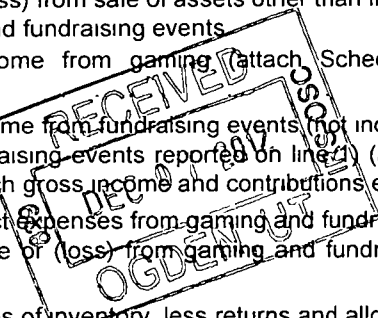 ss) from sale of assets other than i
d fundraising events
ome from gaming (attach Sched
me from fundraising events (not inc
raising events reported on line 1) (
h gross income and contributions e
t expenses from gaming and fundr
e or (loss) from gaming and fundr
s of inventory, less returns and allo
RECEIVED
DEC 2017
OGDEN UT